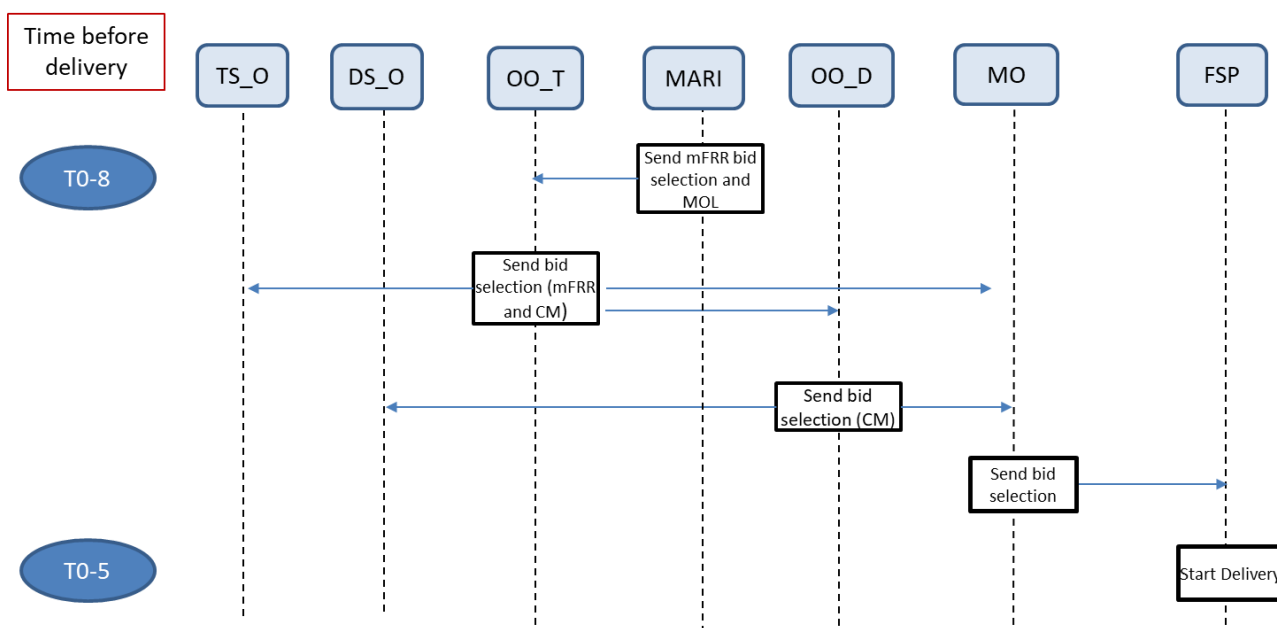 Time before
delivery
TS_O
DS_O
OO_T
MARI
OO_D
MO
FSP
T0-8
Send mFRR bid
selection and
MOL
Send bid
selection (mFRR
and CM)
Send bid
selection (CM)
Send bid
selection
T0-5
Start Delivery